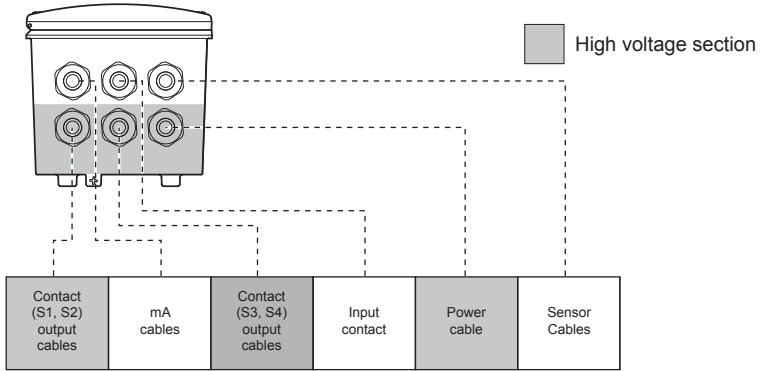 High voltage section
Contact
(S1, S2)
output
cables
mA
cables
Contact
(S3, S4)
output
cables
Input
contact
Power
cable
Sensor
Cables